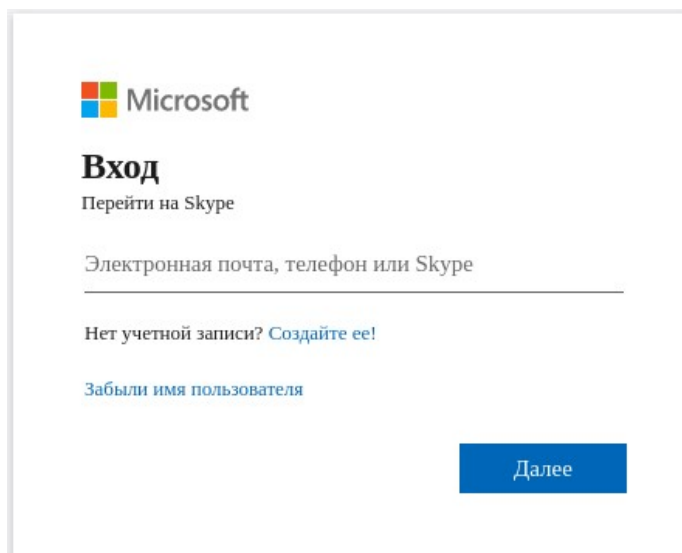 Microsoft
Вход
Перейти на Skype
Электронная почта, телефон или Skype
Нет учетной записи? Создайте ее!
Забыли имя пользователя
Далее